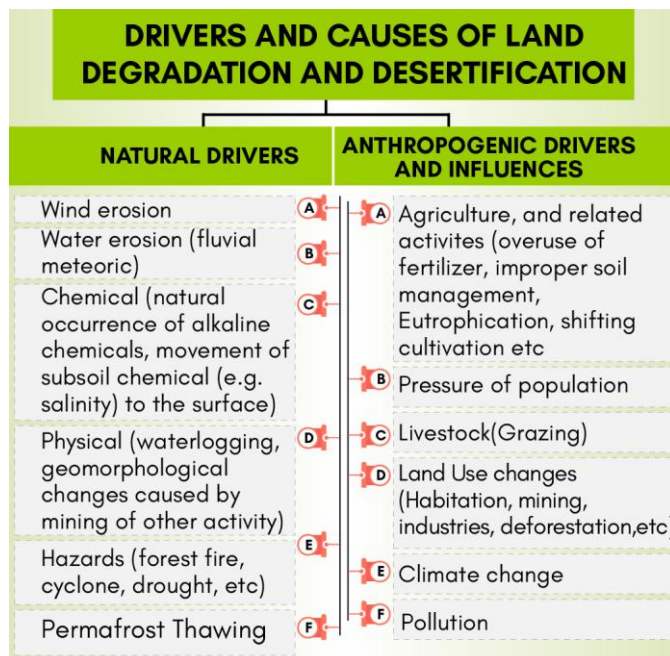 DRIVERS AND CAUSES OF LAND
DEGRADATION AND DESERTIFICATION
NATURAL DRIVERS
Wind erosion
A
Water erosion (fluvial
meteoric)
B
Chemical (natural
occurrence of alkaline
chemicals, movement of
subsoil chemical (e.g.
salinity) to the surface)
C
Physical (waterlogging,
geomorphological
changes caused by
mining of other activity)
D
Hazards (forest fire,
cyclone, drought, etc)
E
Permafrost Thawing
F
ANTHROPOGENIC DRIVERS
AND INFLUENCES
A
Agriculture, and related
activites (overuse of
fertilizer, improper soil
management,
Eutrophication, shifting
cultivation etc
B
Pressure of population
C
Livestock(Grazing)
D
Land Use changes
(Habitation, mining,
industries, deforestation,etc)
E
Climate change
F
Pollution